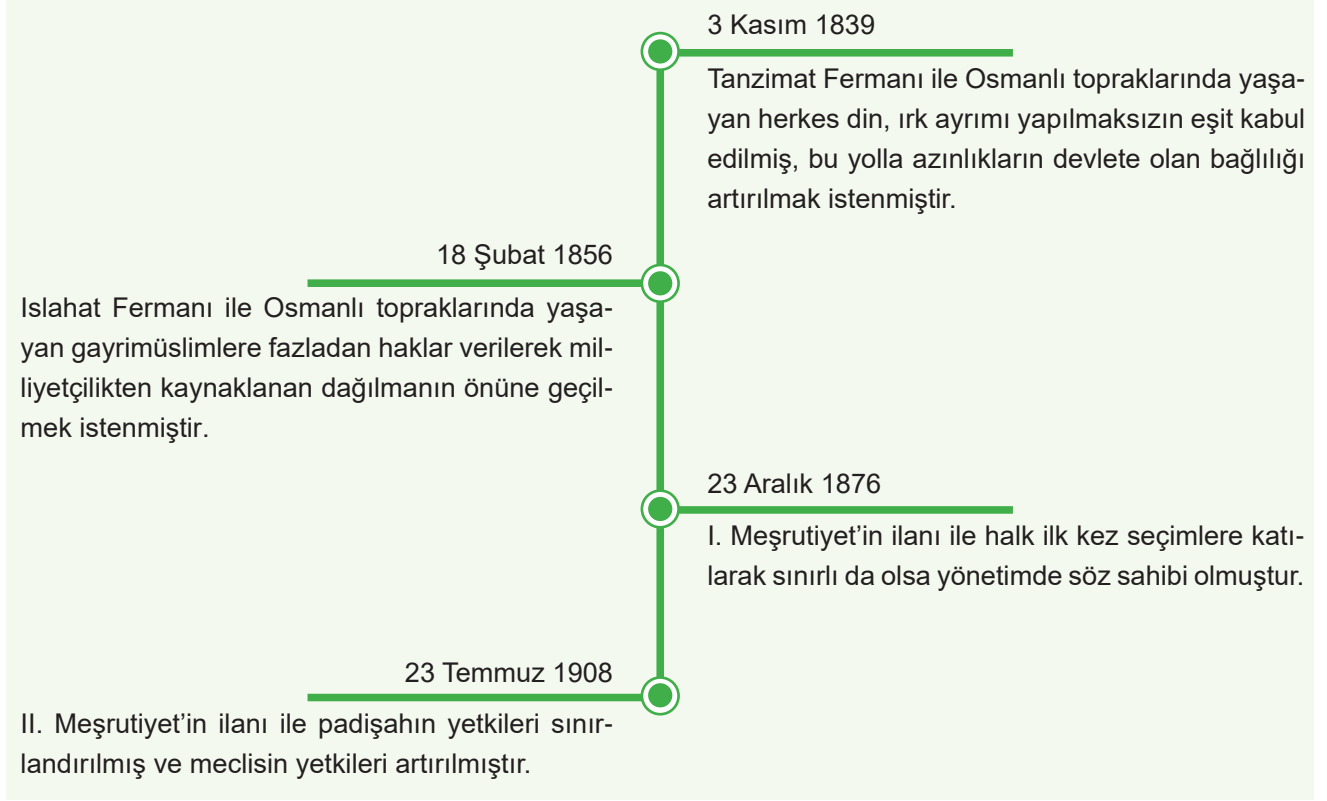 3 Kasım 1839
Tanzimat Fermanı ile Osmanlı topraklarında yaşa-
yan herkes din, ırk ayrımı yapılmaksızın eşit kabul
edilmiş, bu yolla azınlıkların devlete olan bağlılığı
artırılmak istenmiştir.
18 Şubat 1856
Islahat Fermanı ile Osmanlı topraklarında yaşa-
yan gayrimüslimlere fazladan haklar verilerek mil-
liyetçilikten kaynaklanan dağılmanın önüne geçil-
mek istenmiştir.
23 Aralık 1876
I. Meşrutiyet’in ilanı ile halk ilk kez seçimlere katı-
larak sınırlı da olsa yönetimde söz sahibi olmuştur.
23 Temmuz 1908
II. Meşrutiyet’in ilanı ile padişahın yetkileri sınır-
landırılmış ve meclisin yetkileri artırılmıştır.